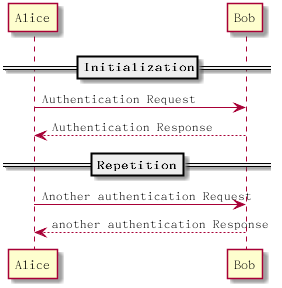 Alice Bob
Initialization
Authentication Request
Authentication Response
Repetition
Another authentication Request
another authentication Response
Alice Bob